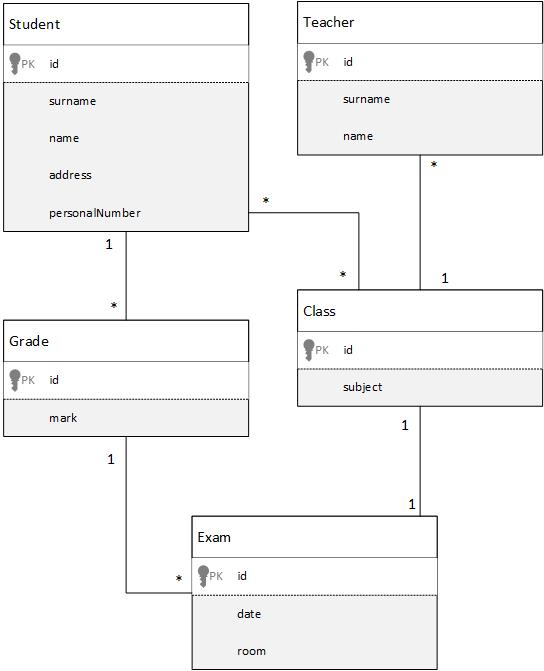 Student
PK id
surname
name
address
personalNumber
Teacher
PK id
surname
name
*
1
*
*
1
*
Grade
PK id
mark
Class
PK id
subject
1
*
1
1
Exam
PK id
date
room